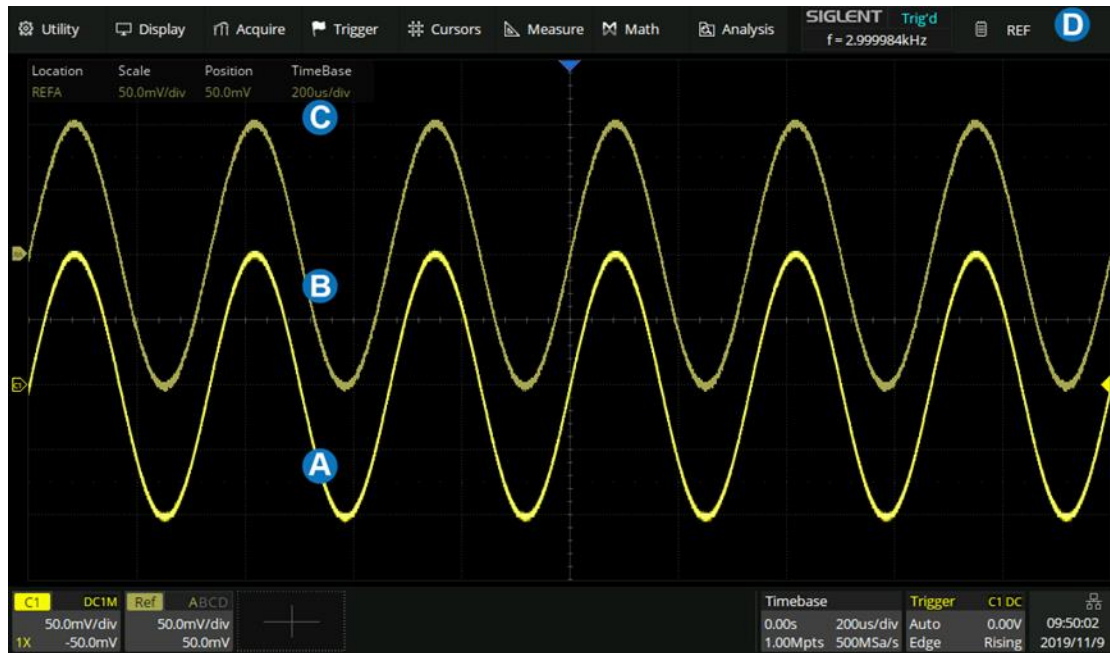 Utility Display Acquire Trigger Cursors Measure Math Analysis SIGLENT Trig'd REF D
f = 2.999984kHz
Location Scale Position TimeBase
REFA 50.0mV/div 50.0mV 200us/div
C
B
A
C1 DC1M Ref ABCD Timebase Trigger C1 DC
50.0mV/div 50.0mV/div 0.00s 200us/div Auto 0.00V 09:50:02
1X -50.0mV 50.0mV 1.00Mpts 500MSa/s Edge Rising 2019/11/9